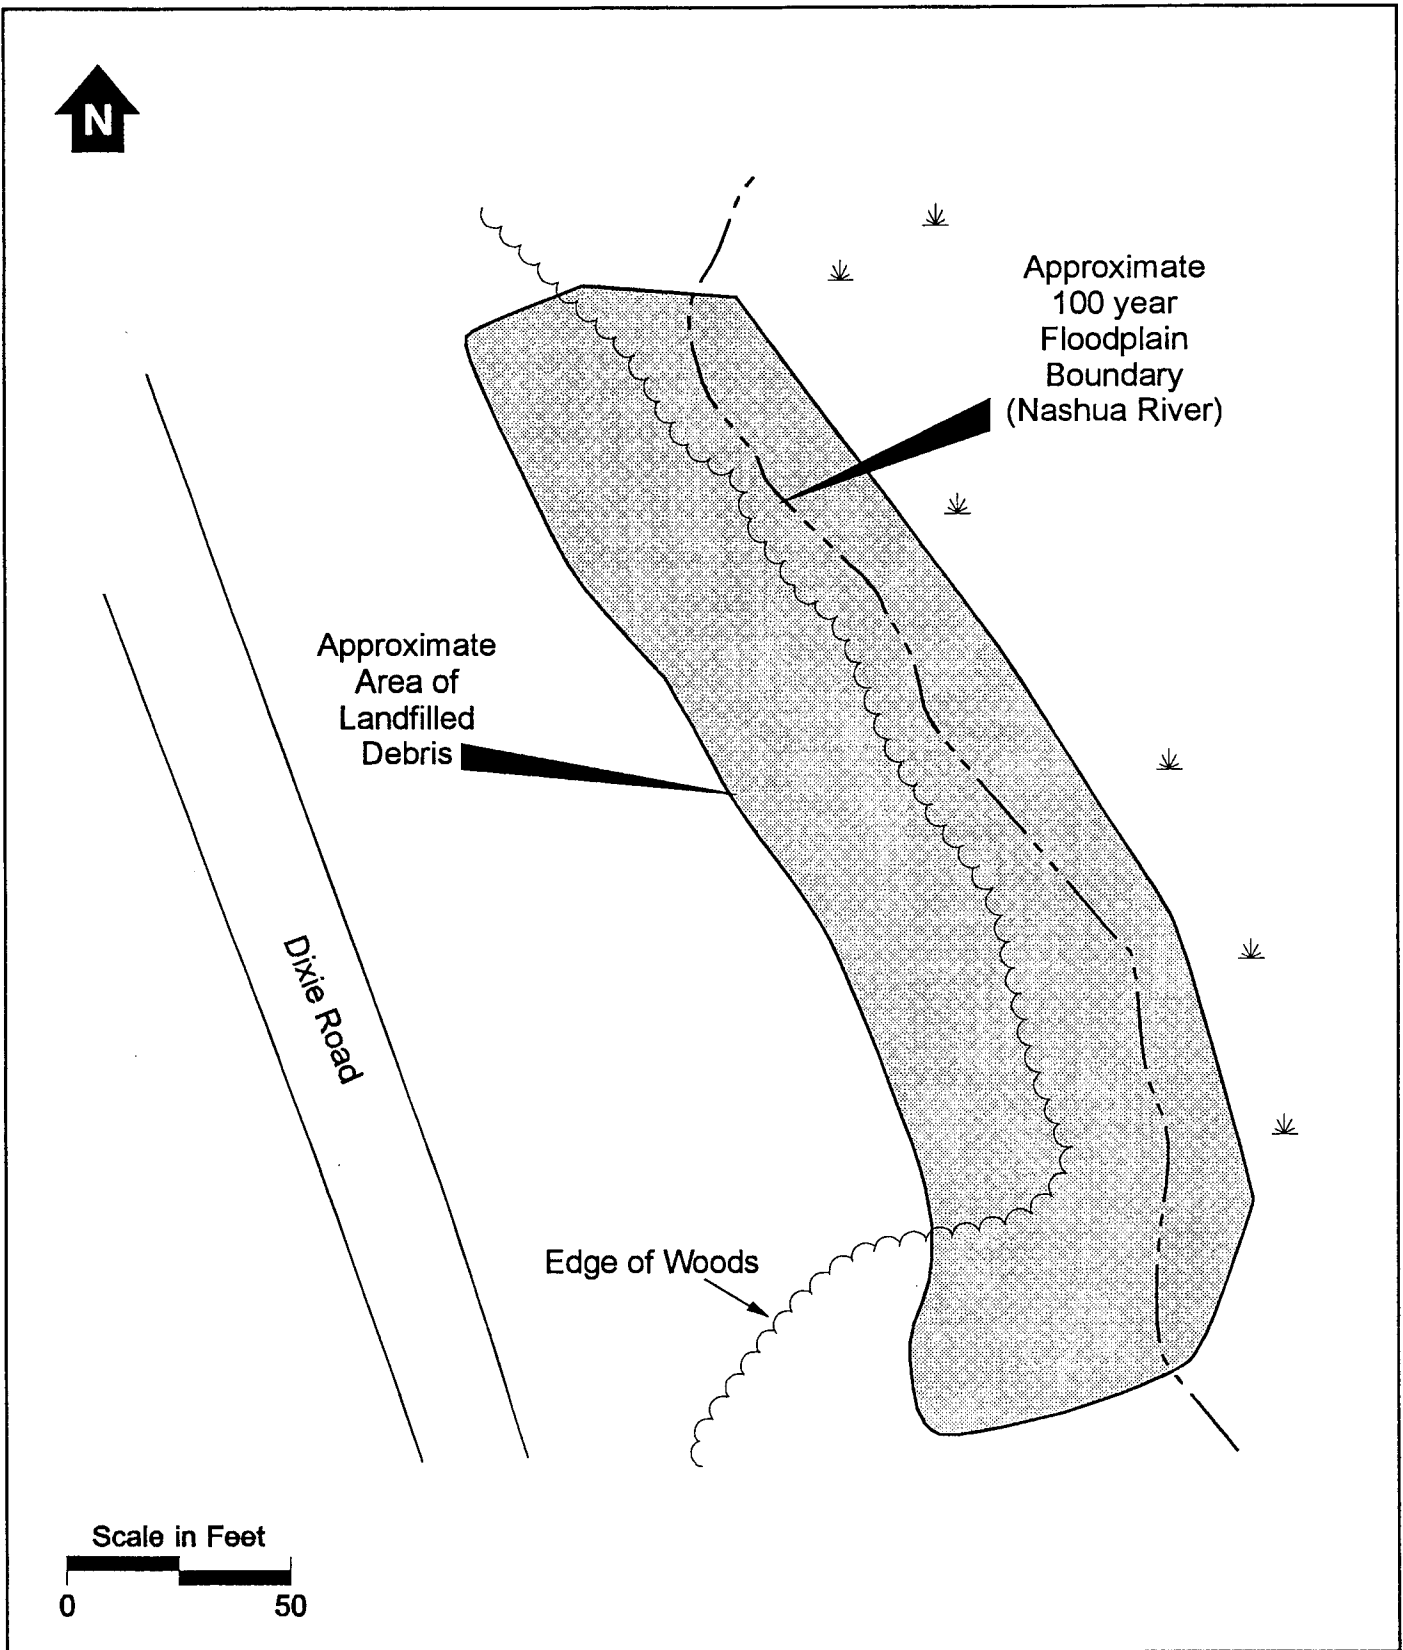 N
Approximate
100 year
Floodplain
Boundary
(Nashua River)
Approximate
Area of
Landfilled
Debris
Dixie Road
Edge of Woods
Scale in Feet
0 50